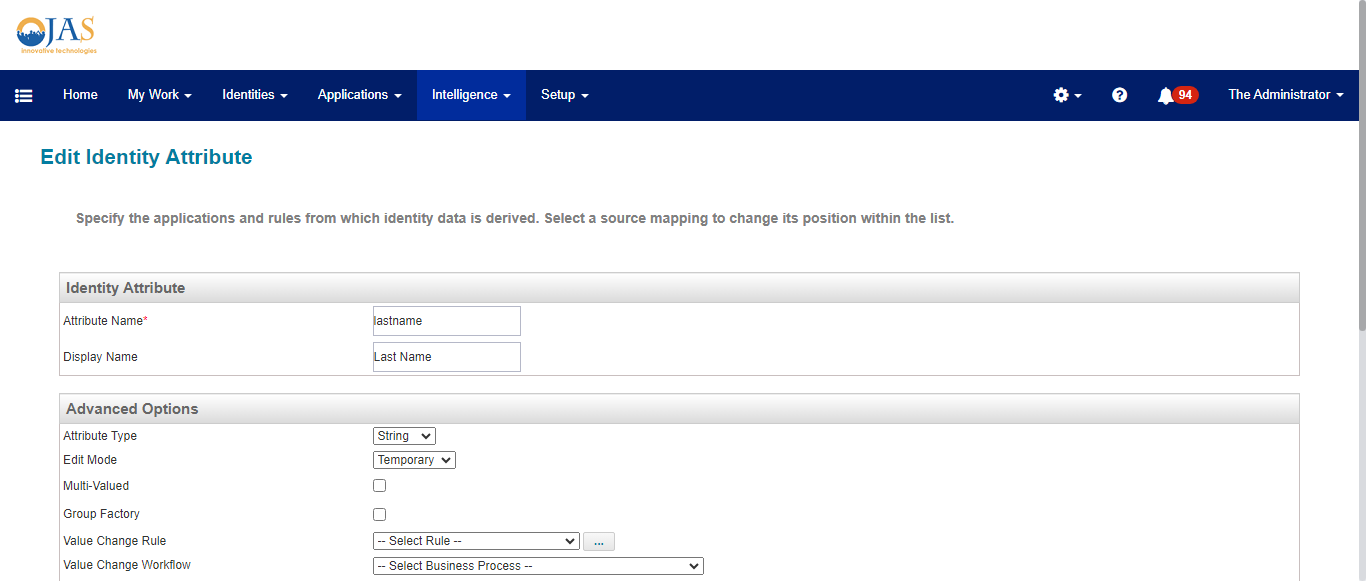 OJAS
innovative technologies
Home My Work Identities Applications Intelligence Setup 94 The Administrator
Edit Identity Attribute
Specify the applications and rules from which identity data is derived. Select a source mapping to change its position within the list.
Identity Attribute
Attribute Name* lastname
Display Name Last Name
Advanced Options
Attribute Type String
Edit Mode Temporary
Multi-Valued
Group Factory
Value Change Rule -- Select Rule -- ...
Value Change Workflow -- Select Business Process --